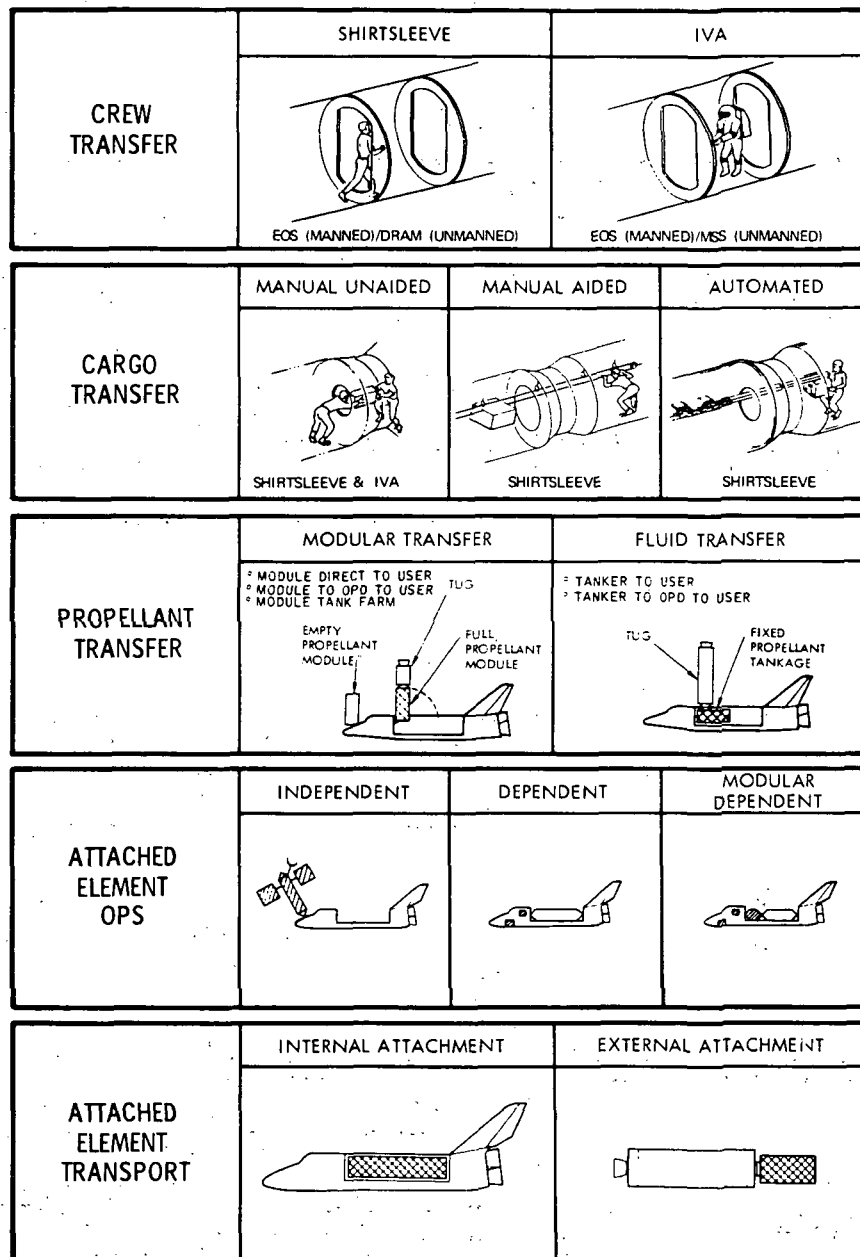 SHIRTSLEEVE
IVA
CREW
TRANSFER
EOS (MANNED)/DRAM (UNMANNED)
EOS (MANNED)/MSS (UNMANNED)
MANUAL UNAIDED
MANUAL AIDED
AUTOMATED
CARGO
TRANSFER
SHIRTSLEEVE & IVA
SHIRTSLEEVE
SHIRTSLEEVE
MODULAR TRANSFER
FLUID TRANSFER
PROPELLANT
TRANSFER
° MODULE DIRECT TO USER
° MODULE TO OPD TO USER
° MODULE TANK FARM
TUG
EMPTY
PROPELLANT
MODULE
FULL
PROPELLANT
MODULE
° TANKER TO USER
° TANKER TO OPD TO USER
TUG
FIXED
PROPELLANT
TANKAGE
INDEPENDENT
DEPENDENT
MODULAR
DEPENDENT
ATTACHED
ELEMENT
OPS
INTERNAL ATTACHMENT
EXTERNAL ATTACHMENT
ATTACHED
ELEMENT
TRANSPORT